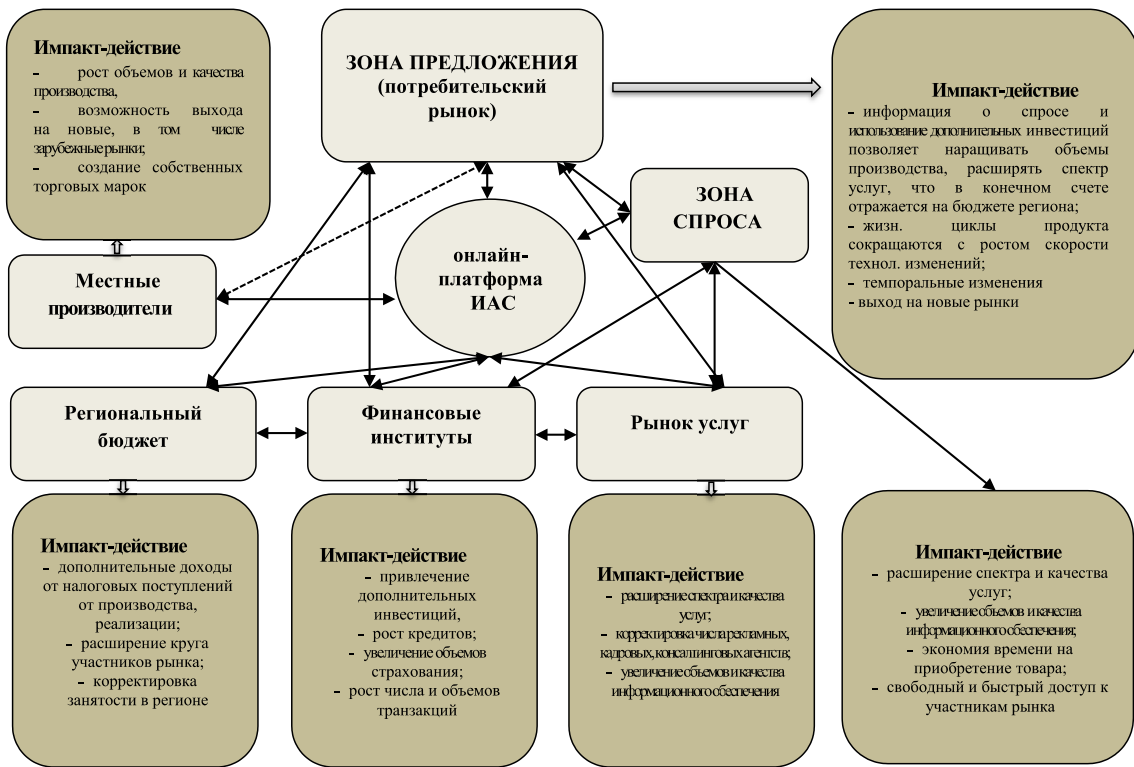 Импакт-действие
- рост объемов и качества
производства,
- возможность выхода
на новые, в том числе
зарубежные рынки;
- создание собственных
торговых марок
ЗОНА ПРЕДЛОЖЕНИЯ
(потребительский
рынок)
Импакт-действие
- информация о спросе и
использование дополнительных инвестиций
позволяет наращивать объемы
производства, расширять спектр
услуг, что в конечном счете
отражается на бюджете региона;
- жизн. циклы продукта
сокращаются с ростом скорости
технол. изменений;
- темпоральные изменения
- выход на новые рынки
ЗОНА
СПРОСА
онлайн-
платформа
ИАС
Местные
производители
Региональный
бюджет
Финансовые
институты
Рынок услуг
Импакт-действие
- дополнительные доходы
от налоговых поступлений
от производства,
реализации;
- расширение круга
участников рынка;
- корректировка
занятости в регионе
Импакт-действие
- привлечение
дополнительных
инвестиций,
- рост кредитов;
- увеличение объемов
страхования;
- рост числа и объемов
транзакций
Импакт-действие
- расширение спектра и качества
услуг;
- корректировка числа рекламных,
кадровых, консалтинговых агентств;
- увеличение объемов и качества
информационного обеспечения
Импакт-действие
- расширение спектра и качества
услуг;
- увеличение объемов и качества
информационного обеспечения;
- экономия времени на
приобретение товара;
- свободный и быстрый доступ к
участникам рынка